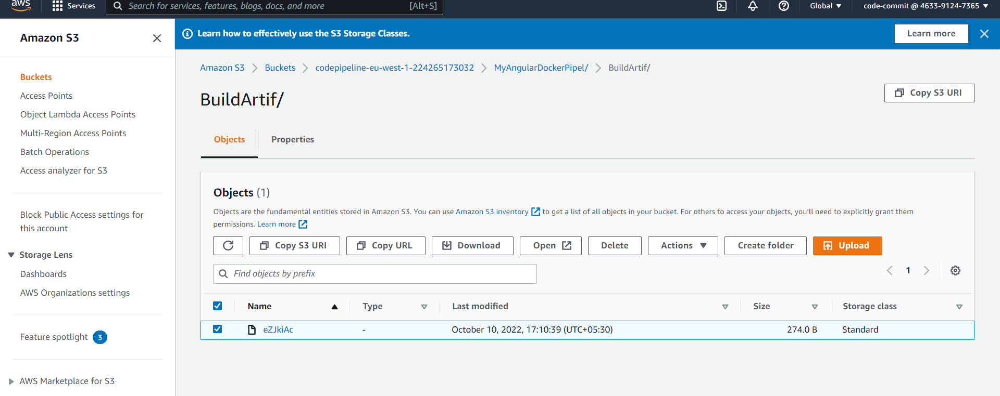 aws Services Search for services, features, blogs, docs, and more [Alt+S] Global code-commit @ 4633-9124-7365
Amazon S3
Buckets
Access Points
Object Lambda Access Points
Multi-Region Access Points
Batch Operations
Access analyzer for S3
Block Public Access settings for
this account
Storage Lens
Dashboards
AWS Organizations settings
Feature spotlight 3
AWS Marketplace for S3
Learn how to effectively use the S3 Storage Classes. Learn more
Amazon S3 Buckets codepipeline-eu-west-1-224265173032 MyAngularDockerPipel/ BuildArtif/
BuildArtif/ Copy S3 URI
Objects Properties
Objects (1)
Objects are the fundamental entities stored in Amazon S3. You can use Amazon S3 inventory to get a list of all objects in your bucket. For others to access your objects, you'll need to explicitly grant them
permissions. Learn more
Copy S3 URI Copy URL Download Open Delete Actions Create folder Upload
Find objects by prefix 1
Name Type Last modified Size Storage class
eZJkiAc - October 10, 2022, 17:10:39 (UTC+05:30) 274.0 B Standard